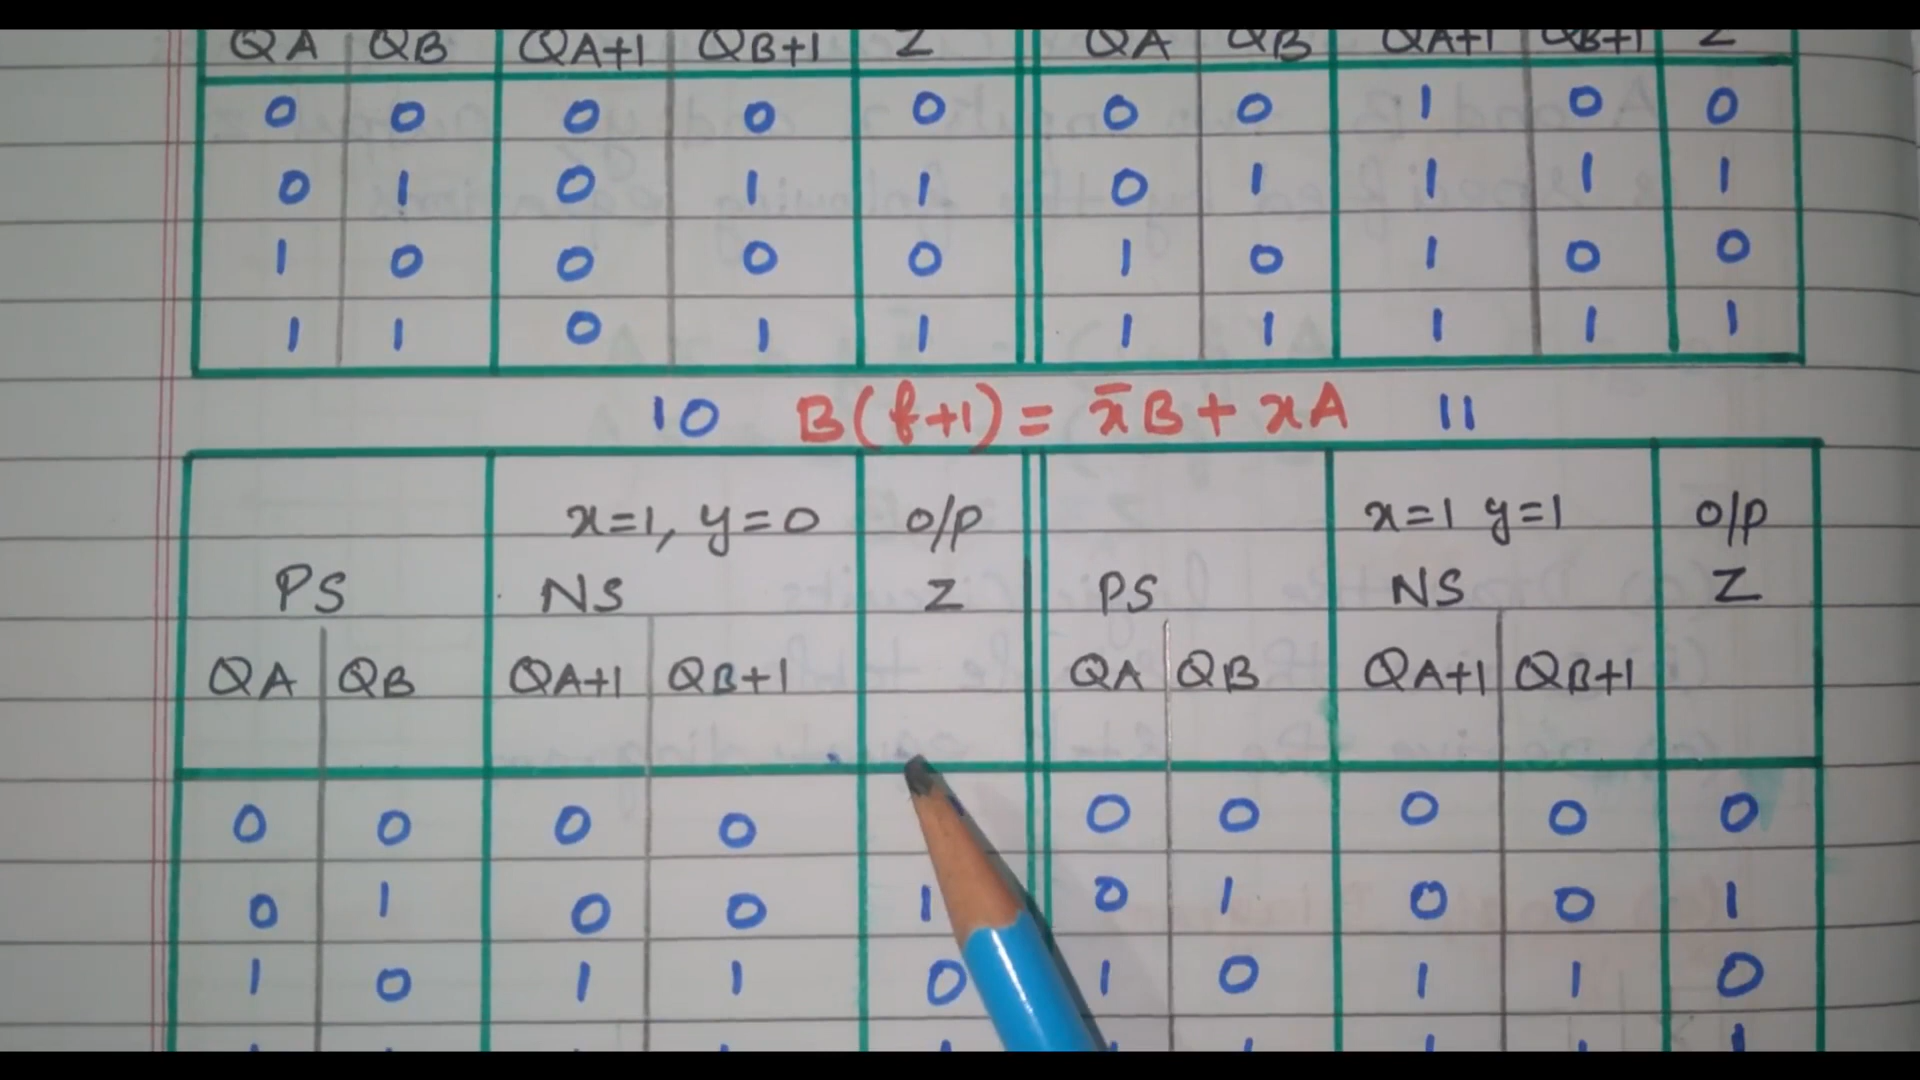 QA QB QA+1 QB+1 Z QA QB QA+1 QB+1 Z
0 0 0 0 0 0 0 1 0 0
0 1 0 1 1 0 1 1 1 1
1 0 0 0 0 1 0 1 0 0
1 1 0 1 1 1 1 1 1 1
10 B(t+1) = x̄B + xA 11
x=1, y=0 o/p x=1 y=1 o/p
PS NS Z PS NS Z
QA QB QA+1 QB+1 QA QB QA+1 QB+1
0 0 0 0 0 0 0 0 0
0 1 0 0 1 0 1 0 0 1
1 0 1 1 0 1 0 1 1 0